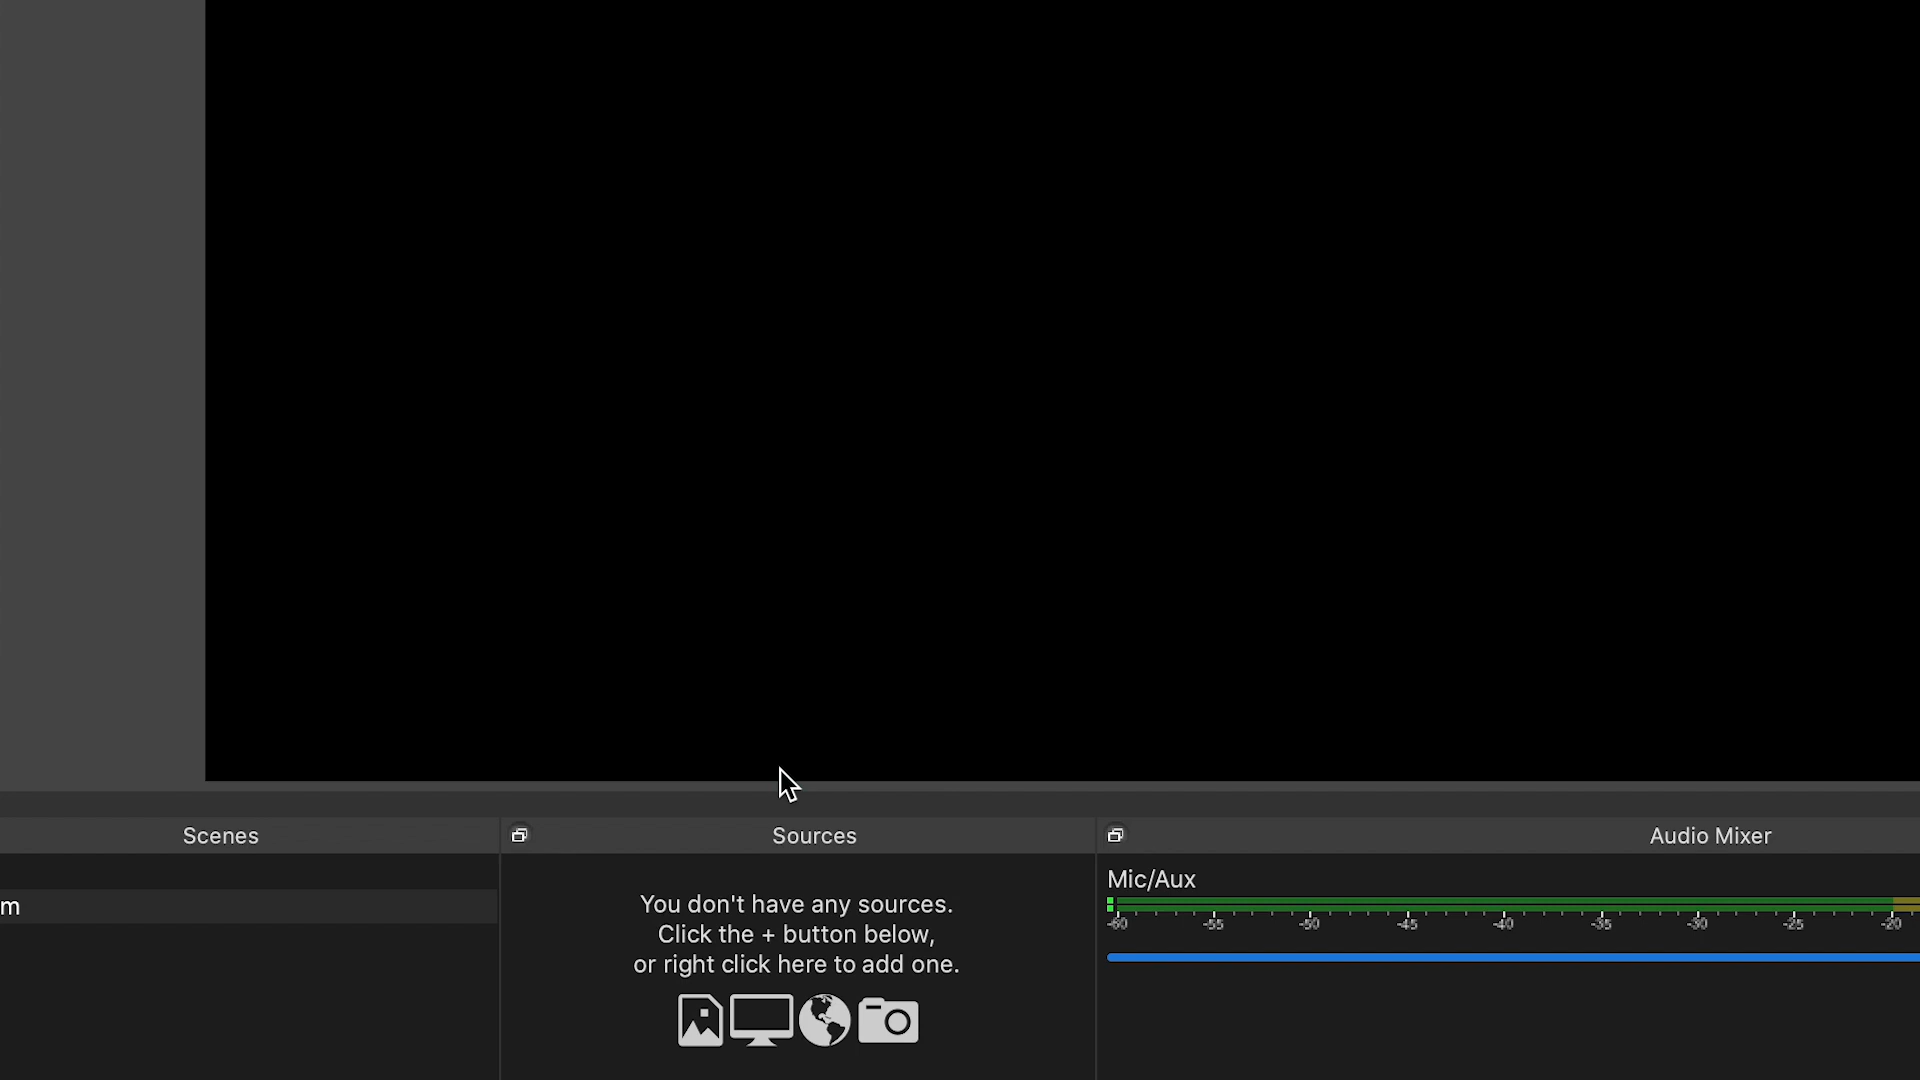 Scenes
Sources
Audio Mixer
m
You don't have any sources.
Click the + button below,
or right click here to add one.
Mic/Aux
-60 -55 -50 -45 -40 -35 -30 -25 -20